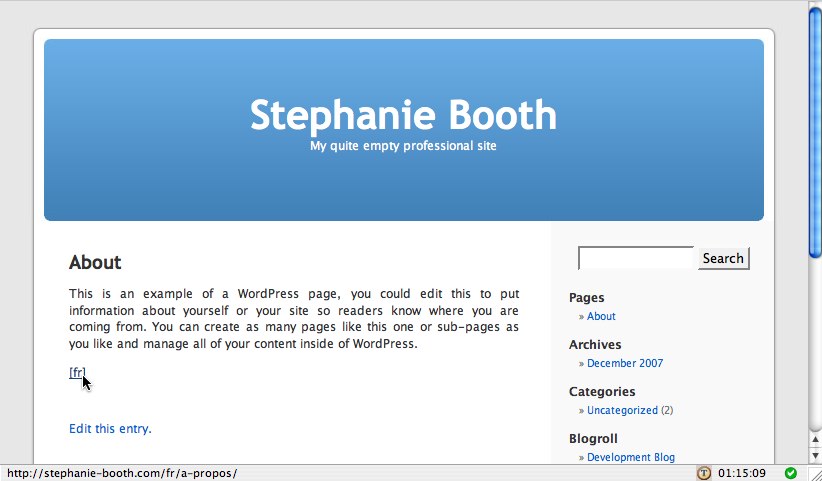 Stephanie Booth
My quite empty professional site
About
This is an example of a WordPress page, you could edit this to put
information about yourself or your site so readers know where you are
coming from. You can create as many pages like this one or sub-pages as
you like and manage all of your content inside of WordPress.
[fr]
Edit this entry.
Search
Pages
» About
Archives
» December 2007
Categories
» Uncategorized (2)
Blogroll
» Development Blog
http://stephanie-booth.com/fr/a-propos/
T
01:15:09